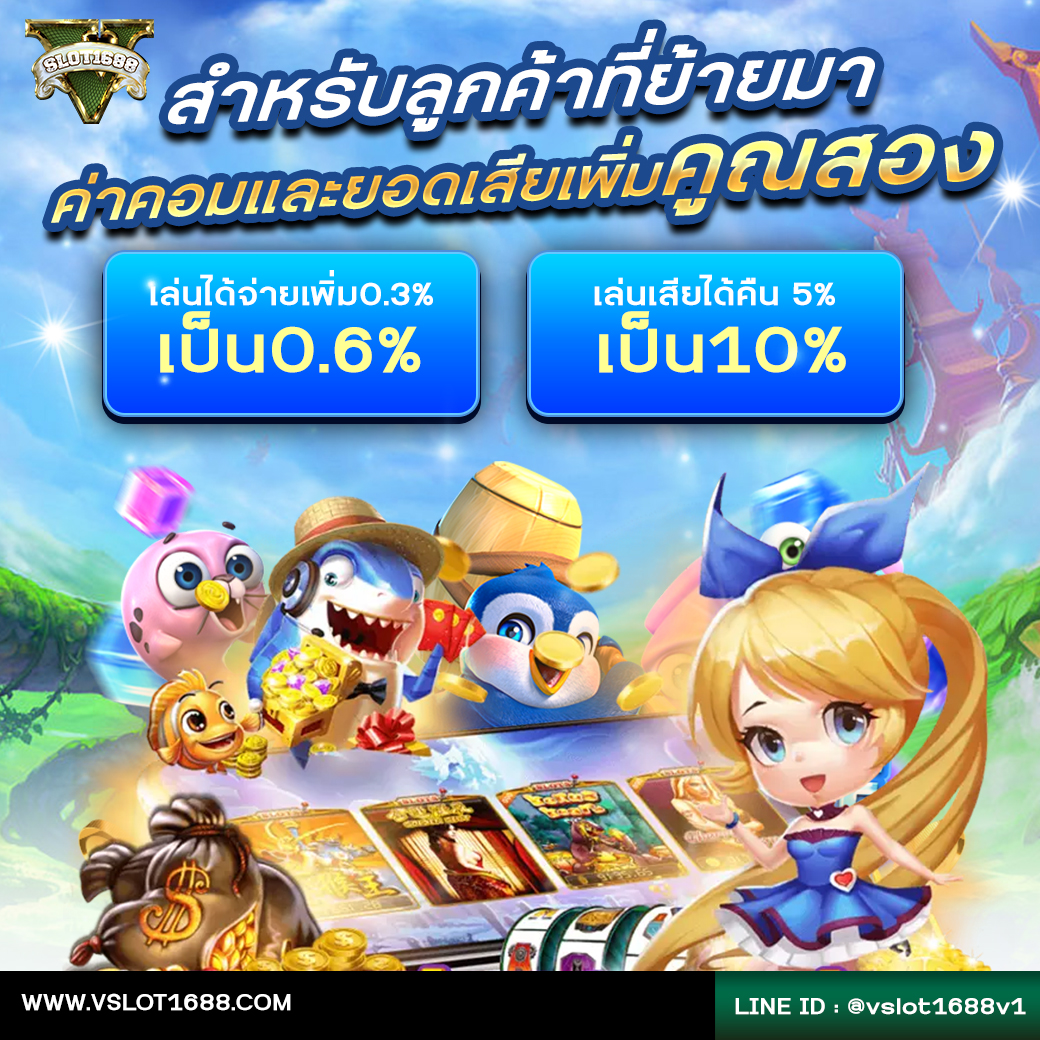 SLOT1688
สำหรับลูกค้าที่ย้ายมา
ค่าคอมและยอดเสียเพิ่มคูณสอง
เล่นได้จ่ายเพิ่ม0.3%
เป็น0.6%
เล่นเสียได้คืน 5%
เป็น10%
WWW.VSLOT1688.COM
LINE ID : @vslot1688v1